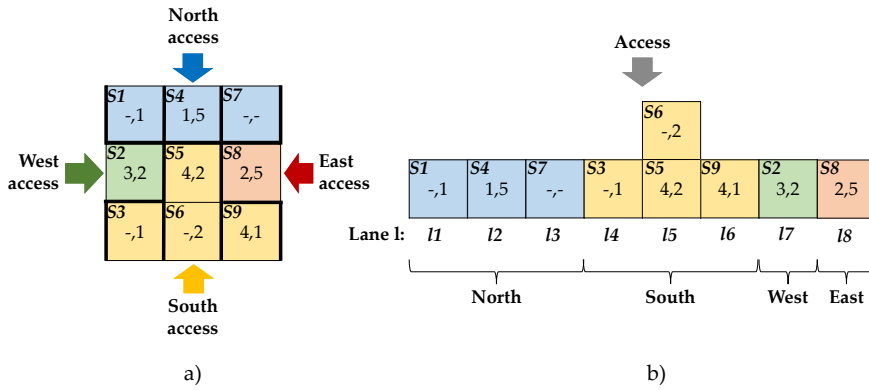 North
access
S1
S4
S7
-,1
1,5
-,-
West
access
S2
S5
S8
3,2
4,2
2,5
East
access
S3
S6
S9
-,1
-,2
4,1
South
access
a)
Access
S6
-,2
S1
S4
S7
S3
S5
S9
S2
S8
-,1
1,5
-,-
-,1
4,2
4,1
3,2
2,5
Lane l: l1 l2 l3 l4 l5 l6 l7 l8
North South West East
b)